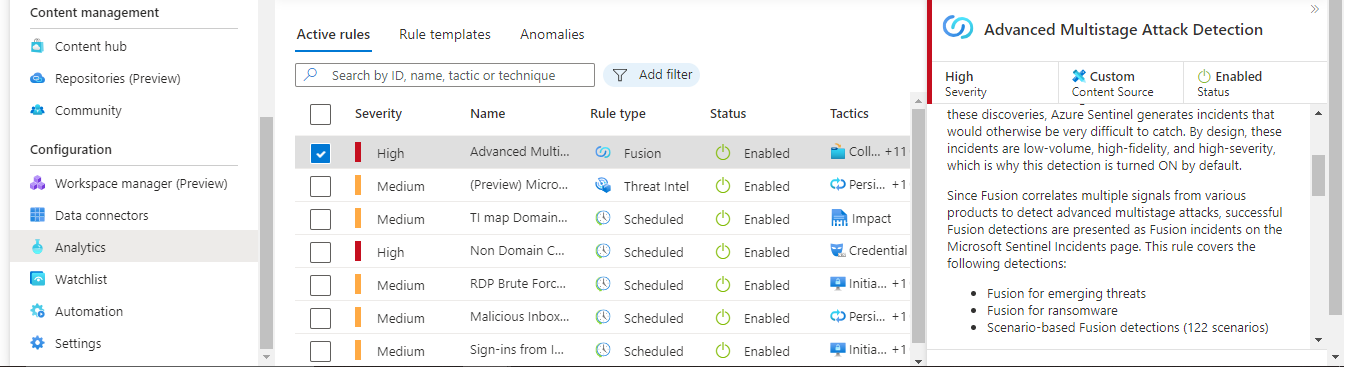 Content management
Content hub
Repositories (Preview)
Community
Configuration
Workspace manager (Preview)
Data connectors
Analytics
Watchlist
Automation
Settings
Active rules Rule templates Anomalies
Search by ID, name, tactic or technique Add filter
Severity Name Rule type Status Tactics
High Advanced Multi... Fusion Enabled Coll... +11
Medium (Preview) Micro... Threat Intel Enabled Persi... +1
Medium TI map Domain... Scheduled Enabled Impact
High Non Domain C... Scheduled Enabled Credential
Medium RDP Brute Forc... Scheduled Enabled Initia... +1
Medium Malicious Inbox... Scheduled Enabled Persi... +1
Medium Sign-ins from I... Scheduled Enabled Initia... +1
»
Advanced Multistage Attack Detection
High Custom Enabled
Severity Content Source Status
these discoveries, Azure Sentinel generates incidents that
would otherwise be very difficult to catch. By design, these
incidents are low-volume, high-fidelity, and high-severity,
which is why this detection is turned ON by default.
Since Fusion correlates multiple signals from various
products to detect advanced multistage attacks, successful
Fusion detections are presented as Fusion incidents on the
Microsoft Sentinel Incidents page. This rule covers the
following detections:
• Fusion for emerging threats
• Fusion for ransomware
• Scenario-based Fusion detections (122 scenarios)